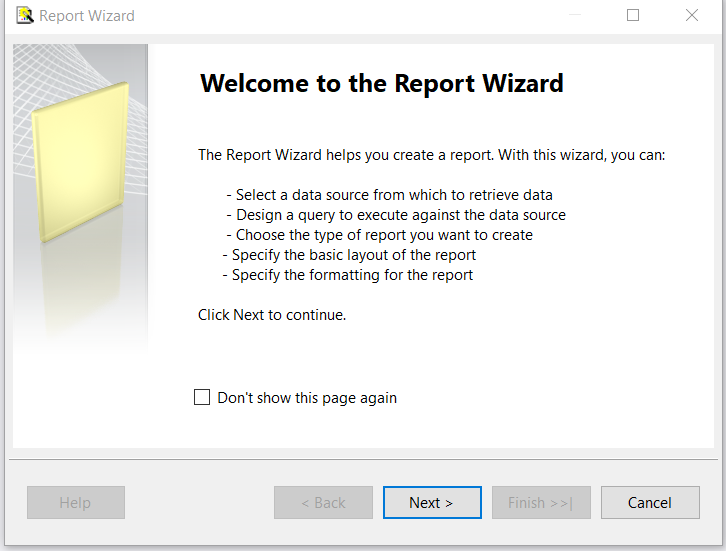 Report Wizard
Welcome to the Report Wizard
The Report Wizard helps you create a report. With this wizard, you can:
- Select a data source from which to retrieve data
- Design a query to execute against the data source
- Choose the type of report you want to create
- Specify the basic layout of the report
- Specify the formatting for the report
Click Next to continue.
Don't show this page again
Help
< Back
Next >
Finish >>|
Cancel